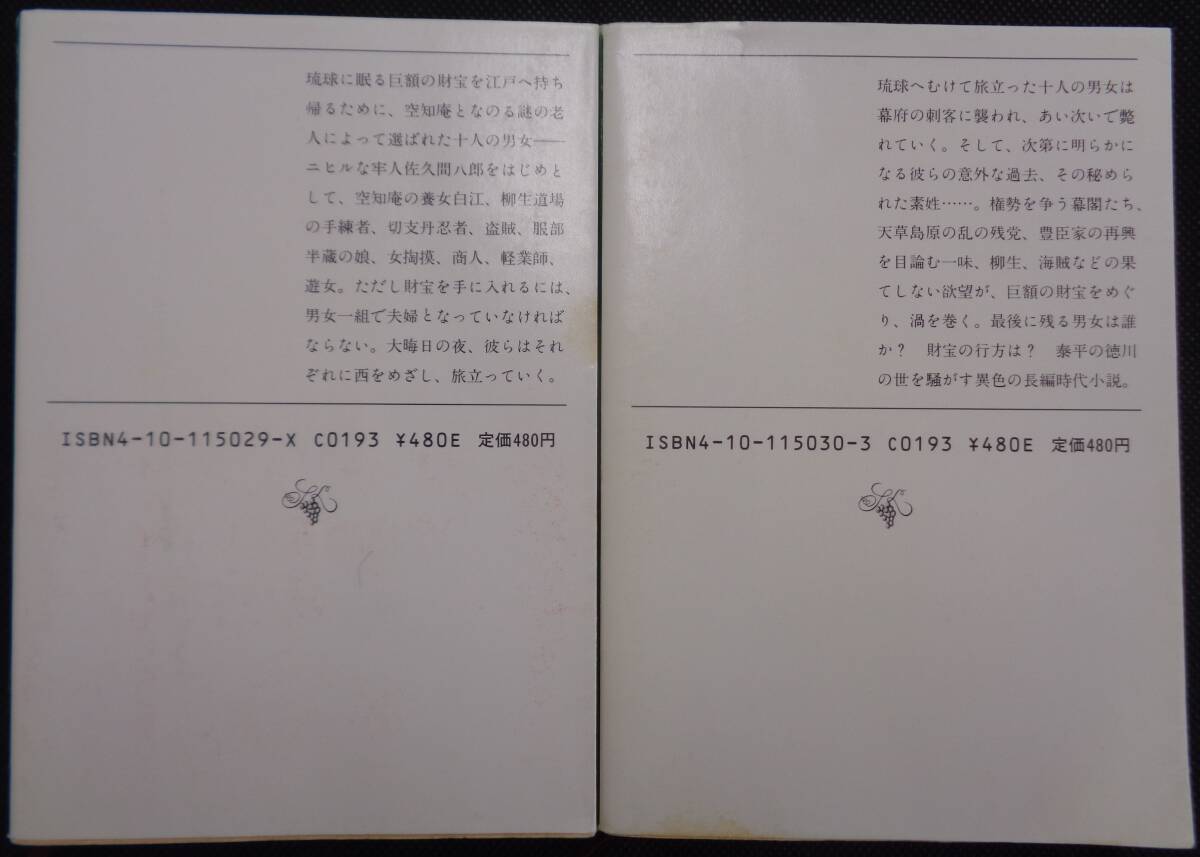 琉球に眠る巨額の財宝を江戸へ持ち
帰るために、空知庵となのる謎の老
人によって選ばれた十人の男女――
ニヒルな牢人佐久間八郎をはじめと
して、空知庵の養女白江、柳生道場
の手練者、切支丹忍者、盗賊、服部
半蔵の娘、女掏摸、商人、軽業師、
遊女。ただし財宝を手に入れるには、
男女一組で夫婦となっていなければ
ならない。大晦日の夜、彼らはそれ
ぞれに西をめざし、旅立っていく。
ISBN4-10-115029-X C0193 ¥480E 定価480円
琉球へむけて旅立った十人の男女は
幕府の刺客に襲われ、あい次いで斃
れていく。そして、次第に明らかに
なる彼らの意外な過去、その秘めら
れた素姓……。権勢を争う幕閣たち、
天草島原の乱の残党、豊臣家の再興
を目論む一味、柳生、海賊などの果
てしない欲望が、巨額の財宝をめぐ
り、渦を巻く。最後に残る男女は誰
か？　財宝の行方は？　泰平の徳川
の世を騒がす異色の長編時代小説。
ISBN4-10-115030-3 C0193 ¥480E 定価480円